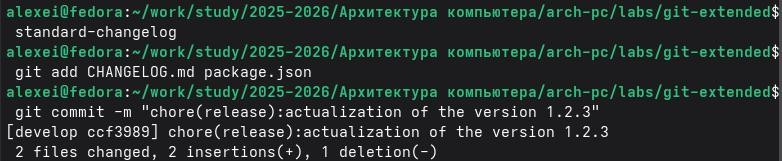 alexei@fedora:~/work/study/2025-2026/Архитектура компьютера/arch-pc/labs/git-extended$
standard-changelog
alexei@fedora:~/work/study/2025-2026/Архитектура компьютера/arch-pc/labs/git-extended$
git add CHANGELOG.md package.json
alexei@fedora:~/work/study/2025-2026/Архитектура компьютера/arch-pc/labs/git-extended$
git commit -m "chore(release):actualization of the version 1.2.3"
[develop ccf3989] chore(release):actualization of the version 1.2.3
2 files changed, 2 insertions(+), 1 deletion(-)